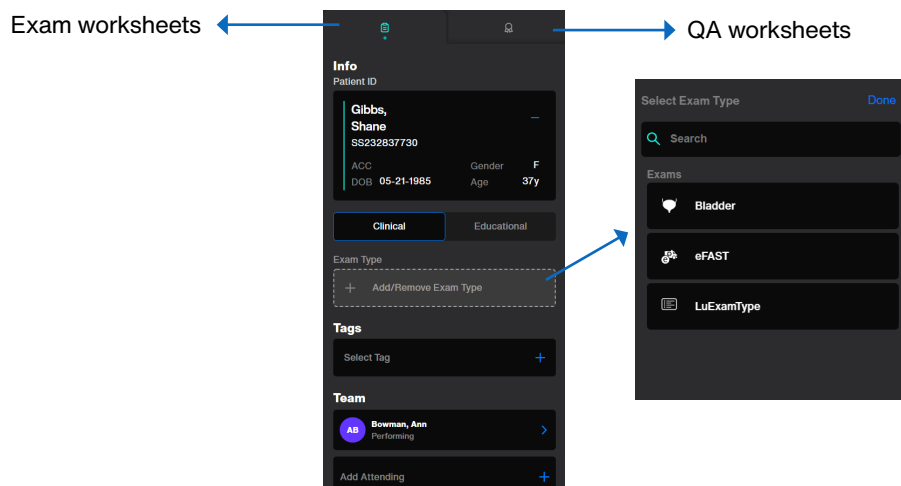 Exam worksheets
QA worksheets
Info
Patient ID
Gibbs,
Shane
SS232837730
ACC
Gender F
DOB 05-21-1985
Age 37y
Clinical
Educational
Exam Type
Add/Remove Exam Type
Tags
Select Tag
Team
AB
Bowman, Ann
Performing
Add Attending
Select Exam Type
Done
Search
Exams
Bladder
eFAST
LuExamType